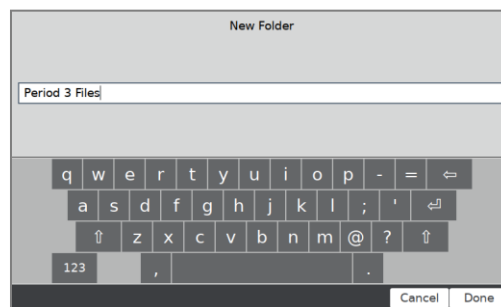 New Folder
Period 3 Files
q w e r t y u i o p - = ⇦
a s d f g h j k l ; ' ⏎
⇧ z x c v b n m @ ? ⇧
123 , .
Cancel Done